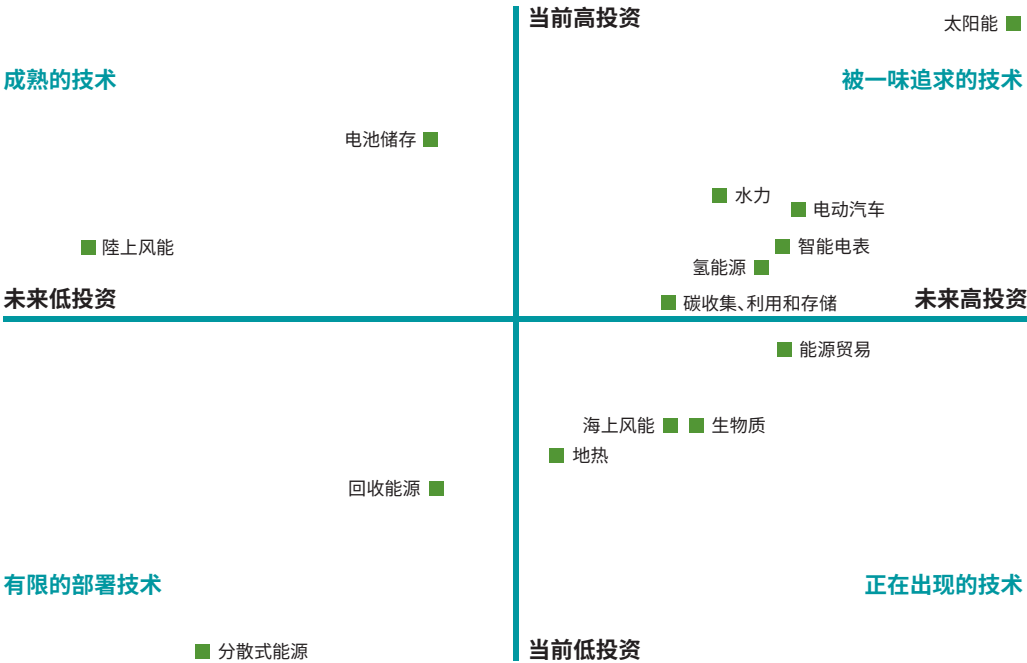 当前高投资
太阳能
成熟的技术
被一味追求的技术
电池储存
水力
电动汽车
陸上风能
智能电表
氢能源
未来低投资
碳收集、利用和存储
未来高投资
能源贸易
海上风能
生物质
地热
回收能源
有限的部署技术
正在出现的技术
分散式能源
当前低投资